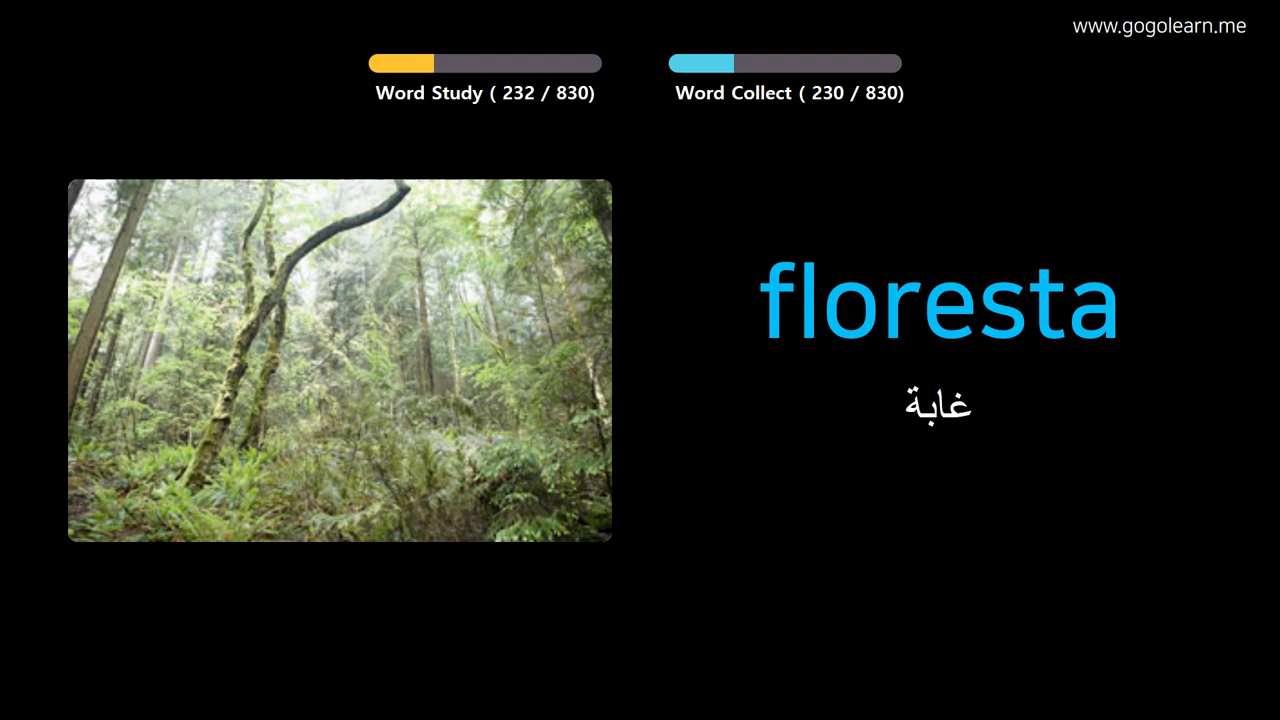 www.gogolearn.me
Word Study ( 232 / 830)
Word Collect ( 230 / 830)
floresta
غابة